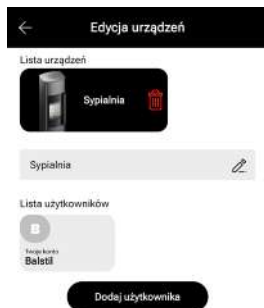 Edycja urządzeń
Lista urządzeń
Sypialnia
Sypialnia
Lista użytkowników
B
Twoje konto
Balstil
Dodaj użytkownika